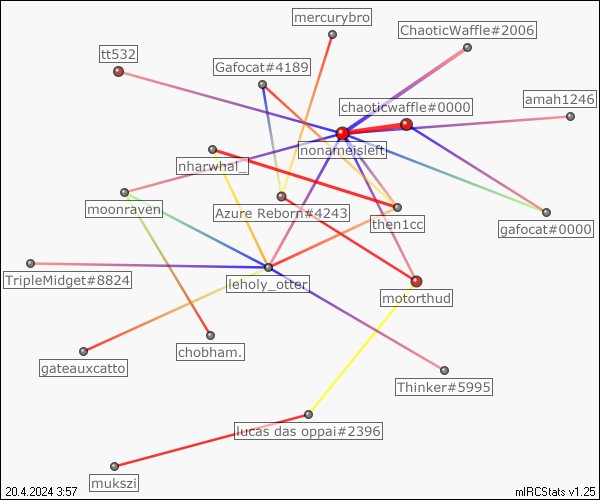 mercurybro
ChaoticWaffle#2006
tt532
Gafocat#4189
amah1246
chaoticwaffle#0000
nonameisleft
nharwhal_
moonraven
Azure Reborn#4243
then1cc
gafocat#0000
TripleMidget#8824
leholy_otter
motorthud
chobham.
gateauxcatto
Thinker#5995
lucas das oppai#2396
mukszi
20.4.2024 3:57
mIRCStats v1.25